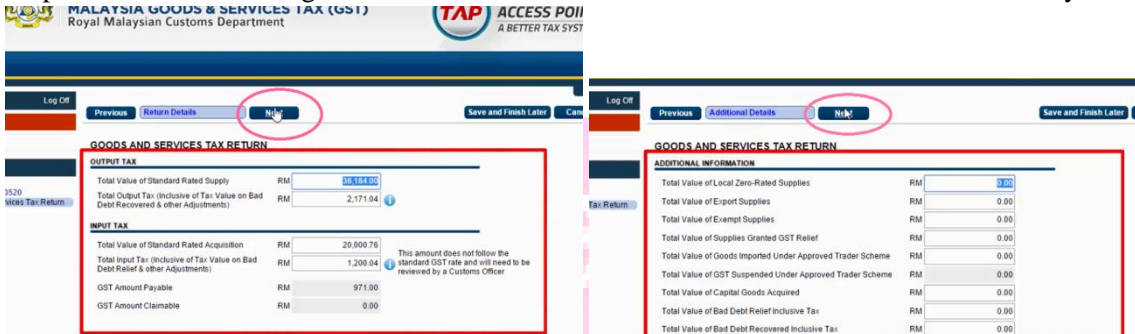 MALAYSIA GOODS & SERVICES TAX (GST)
Royal Malaysian Customs Department
TAP
ACCESS POI
A BETTER TAX SYST
Log Off
Previous
Return Details
Next
Save and Finish Later
Canc
GOODS AND SERVICES TAX RETURN
OUTPUT TAX
Total Value of Standard Rated Supply RM 36,184.00
Total Output Tax (Inclusive of Tax Value on Bad
Debt Recovered & other Adjustments) RM 2,171.04
3520
rvices Tax Return
INPUT TAX
Total Value of Standard Rated Acquisition RM 20,000.76
Total Input Tax (Inclusive of Tax Value on Bad
Debt Relief & other Adjustments) RM 1,200.04
This amount does not follow the
standard GST rate and will need to be
reviewed by a Customs Officer
GST Amount Payable RM 971.00
GST Amount Claimable RM 0.00
Log Off
Previous
Additional Details
Next
Save and Finish Later
GOODS AND SERVICES TAX RETURN
ADDITIONAL INFORMATION
Tax Return
Total Value of Local Zero-Rated Supplies RM 0.00
Total Value of Export Supplies RM 0.00
Total Value of Exempt Supplies RM 0.00
Total Value of Supplies Granted GST Relief RM 0.00
Total Value of Goods Imported Under Approved Trader Scheme RM 0.00
Total Value of GST Suspended Under Approved Trader Scheme RM 0.00
Total Value of Capital Goods Acquired RM 0.00
Total Value of Bad Debt Relief Inclusive Tax RM 0.00
Total Value of Bad Debt Recovered Inclusive Tax RM 0.00